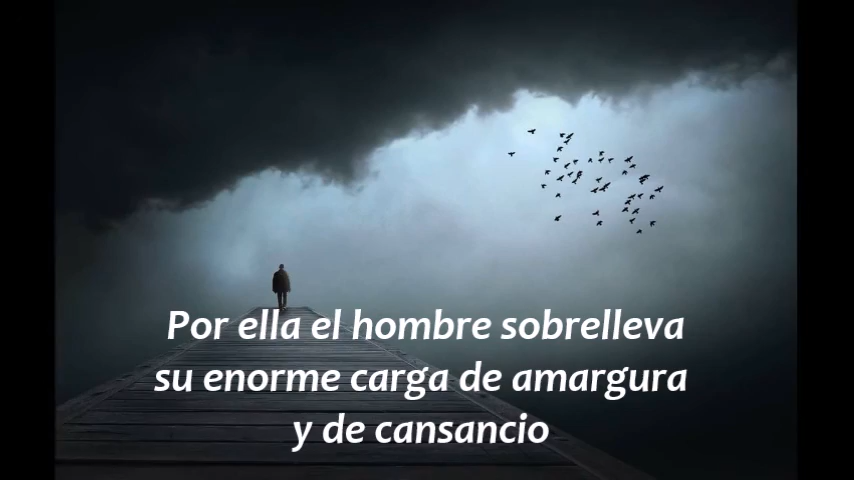 Por ella el hombre sobrelleva
su enorme carga de amargura
y de cansancio